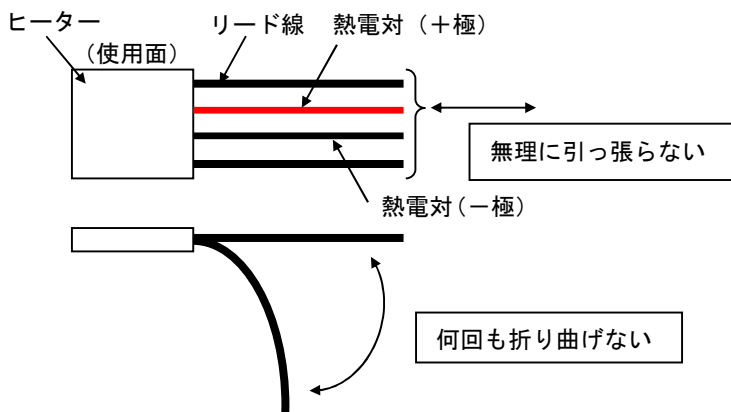 ヒーター
リード線
熱電対（＋極）
（使用面）
無理に引っ張らない
熱電対（－極）
何回も折り曲げない